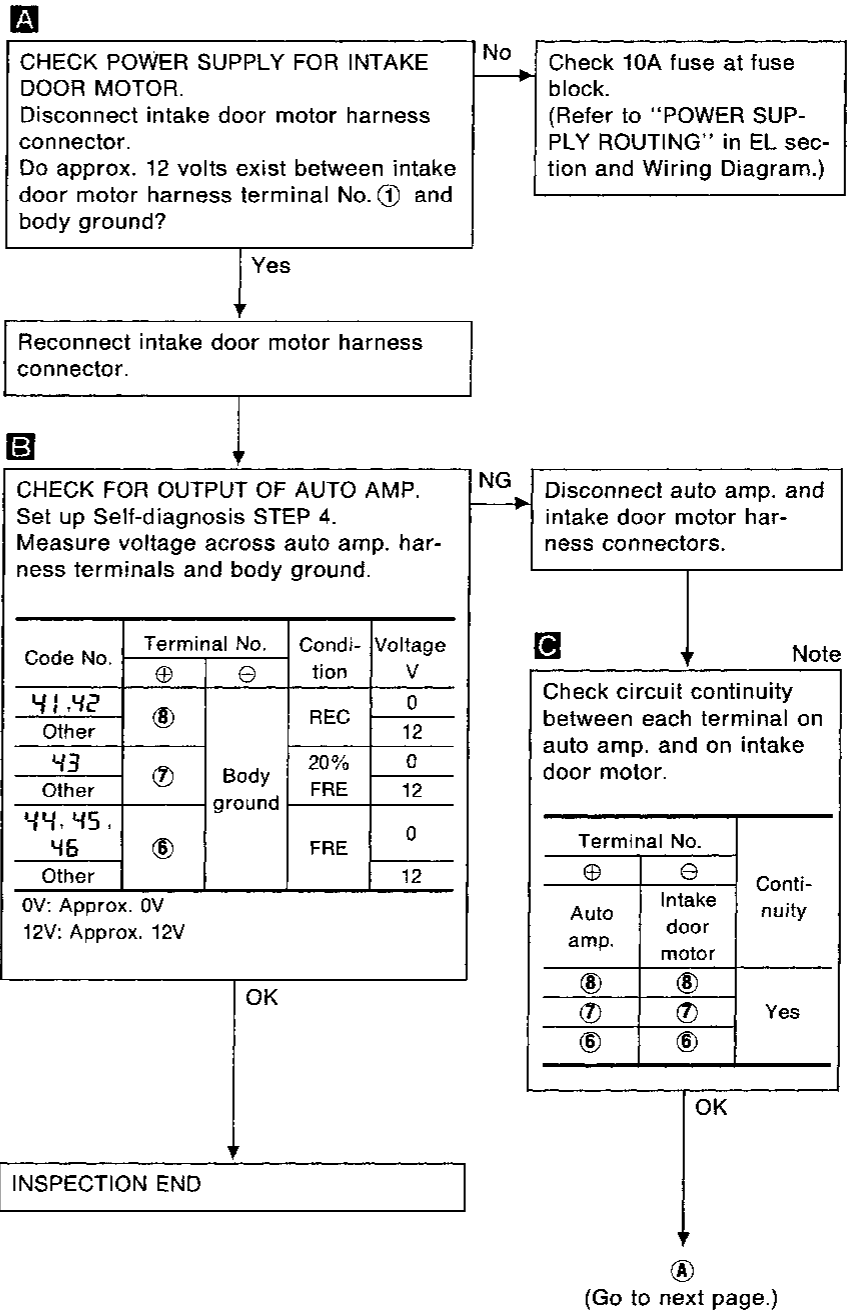 A
CHECK POWER SUPPLY FOR INTAKE
DOOR MOTOR.
Disconnect intake door motor harness
connector.
Do approx. 12 volts exist between intake
door motor harness terminal No. ① and
body ground?
No
Check 10A fuse at fuse
block.
(Refer to "POWER SUP-
PLY ROUTING" in EL sec-
tion and Wiring Diagram.)
Yes
Reconnect intake door motor harness
connector.
B
CHECK FOR OUTPUT OF AUTO AMP.
Set up Self-diagnosis STEP 4.
Measure voltage across auto amp. har-
ness terminals and body ground.
Code No. Terminal No. Condi- Voltage
⊕ ⊖ tion V
41, 42 ⑧ Body ground REC 0
Other 12
43 ⑦ 20% 0
Other FRE 12
44, 45,
46 ⑥ FRE 0
Other 12
0V: Approx. 0V
12V: Approx. 12V
NG
Disconnect auto amp. and
intake door motor har-
ness connectors.
C
Note
Check circuit continuity
between each terminal on
auto amp. and on intake
door motor.
Terminal No. Conti-
⊕ ⊖ nuity
Auto Intake
amp. door
motor
⑧ ⑧
⑦ ⑦ Yes
⑥ ⑥
OK
INSPECTION END
OK
Ⓐ
(Go to next page.)